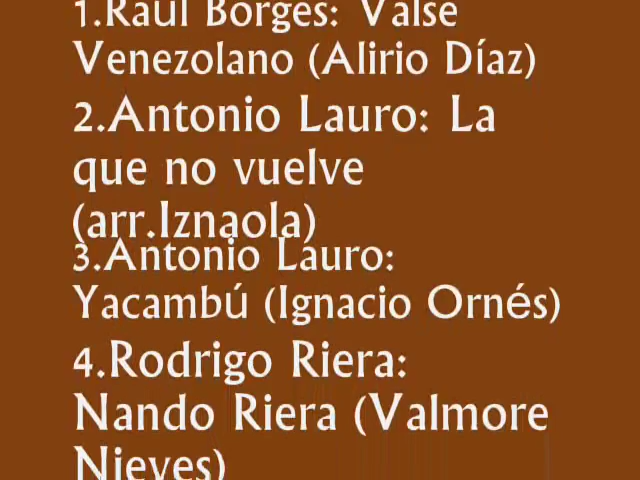 1.Raúl Borges: Valse
Venezolano (Alirio Díaz)
2.Antonio Lauro: La
que no vuelve
(arr.Iznaola)
3.Antonio Lauro:
Yacambú (Ignacio Ornés)
4.Rodrigo Riera:
Nando Riera (Valmore
Nieves)